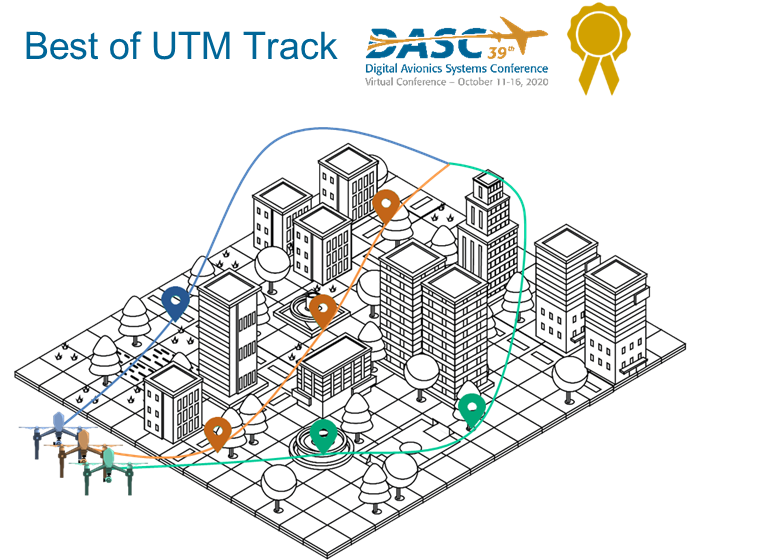 Best of UTM Track
DASC
39th
Digital Avionics Systems Conference
Virtual Conference – October 11-16, 2020